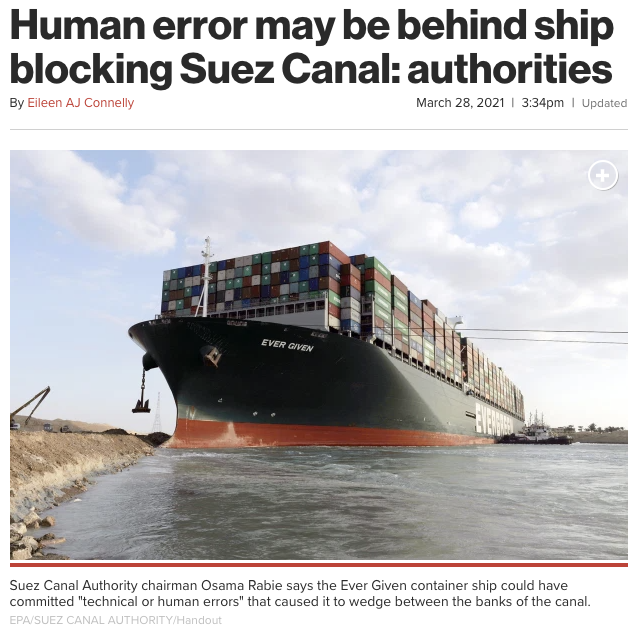 Human error may be behind ship
blocking Suez Canal: authorities
By Eileen AJ Connelly
March 28, 2021 | 3:34pm | Updated
EVER GIVEN
Suez Canal Authority chairman Osama Rabie says the Ever Given container ship could have
committed "technical or human errors" that caused it to wedge between the banks of the canal.
EPA/SUEZ CANAL AUTHORITY/Handout